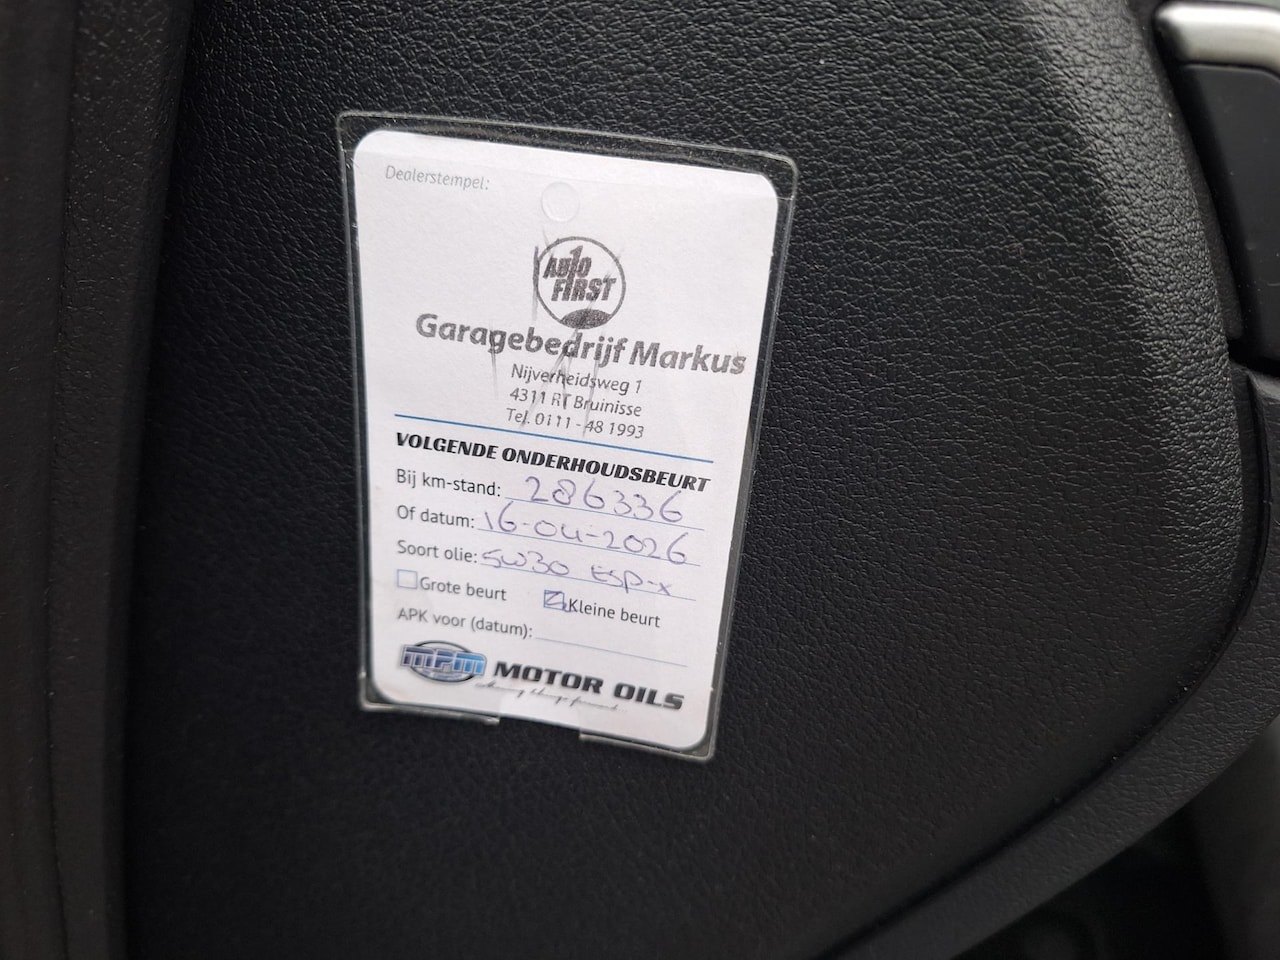 Dealerstempel:
AUTO
FIRST
Garagebedrijf Markus
Nijverheidsweg 1
4311 RT Bruinisse
Tel. 0111 - 48 1993
VOLGENDE ONDERHOUDSBEURT
Bij km-stand: 286336
Of datum: 16-04-2026
Soort olie: 5W30 ESP-X
Grote beurt Kleine beurt
APK voor (datum):
MPM MOTOR OILS